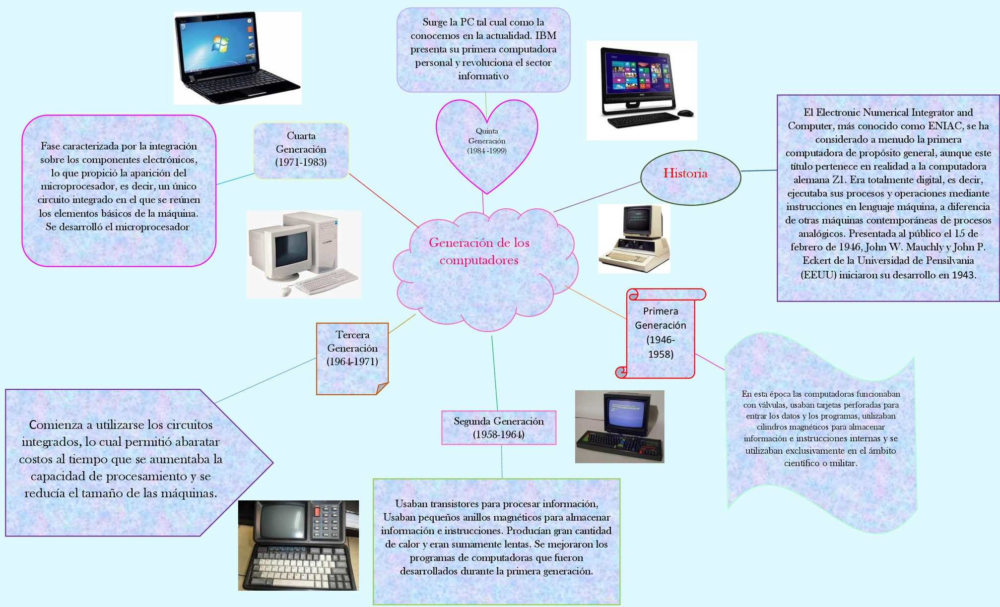 Surge la PC tal cual como la
conocemos en la actualidad. IBM
presenta su primera computadora
personal y revoluciona el sector
informativo
Quinta
Generación
(1984 -1999)
Cuarta
Generación
(1971-1983)
Fase caracterizada por la integración
sobre los componentes electrónicos,
lo que propició la aparición del
microprocesador, es decir, un único
circuito integrado en el que se reúnen
los elementos básicos de la máquina.
Se desarrolló el microprocesador
Start
acer
Historia
El Electronic Numerical Integrator and
Computer, más conocido como ENIAC, se ha
considerado a menudo la primera
computadora de propósito general, aunque este
título pertenece en realidad a la computadora
alemana Z1. Era totalmente digital, es decir,
ejecutaba sus procesos y operaciones mediante
instrucciones en lenguaje máquina, a diferencia
de otras máquinas contemporáneas de procesos
analógicos. Presentada al público el 15 de
febrero de 1946, John W. Mauchly y John P.
Eckert de la Universidad de Pensilvania
(EEUU) iniciaron su desarrollo en 1943.
Generación de los
computadores
Primera
Generación
(1946-
1958)
En esta época las computadoras funcionaban
con válvulas, usaban tarjetas perforadas para
entrar los datos y los programas, utilizaban
cilindros magnéticos para almacenar
información e instrucciones internas y se
utilizaban exclusivamente en el ámbito
científico o militar.
Tercera
Generación
(1964-1971)
Comienza a utilizarse los circuitos
integrados, lo cual permitió abaratar
costos al tiempo que se aumentaba la
capacidad de procesamiento y se
reducía el tamaño de las máquinas.
Segunda Generación
(1958-1964)
Usaban transistores para procesar información,
Usaban pequeños anillos magnéticos para almacenar
información e instrucciones. Producían gran cantidad
de calor y eran sumamente lentas. Se mejoraron los
programas de computadoras que fueron
desarrollados durante la primera generación.